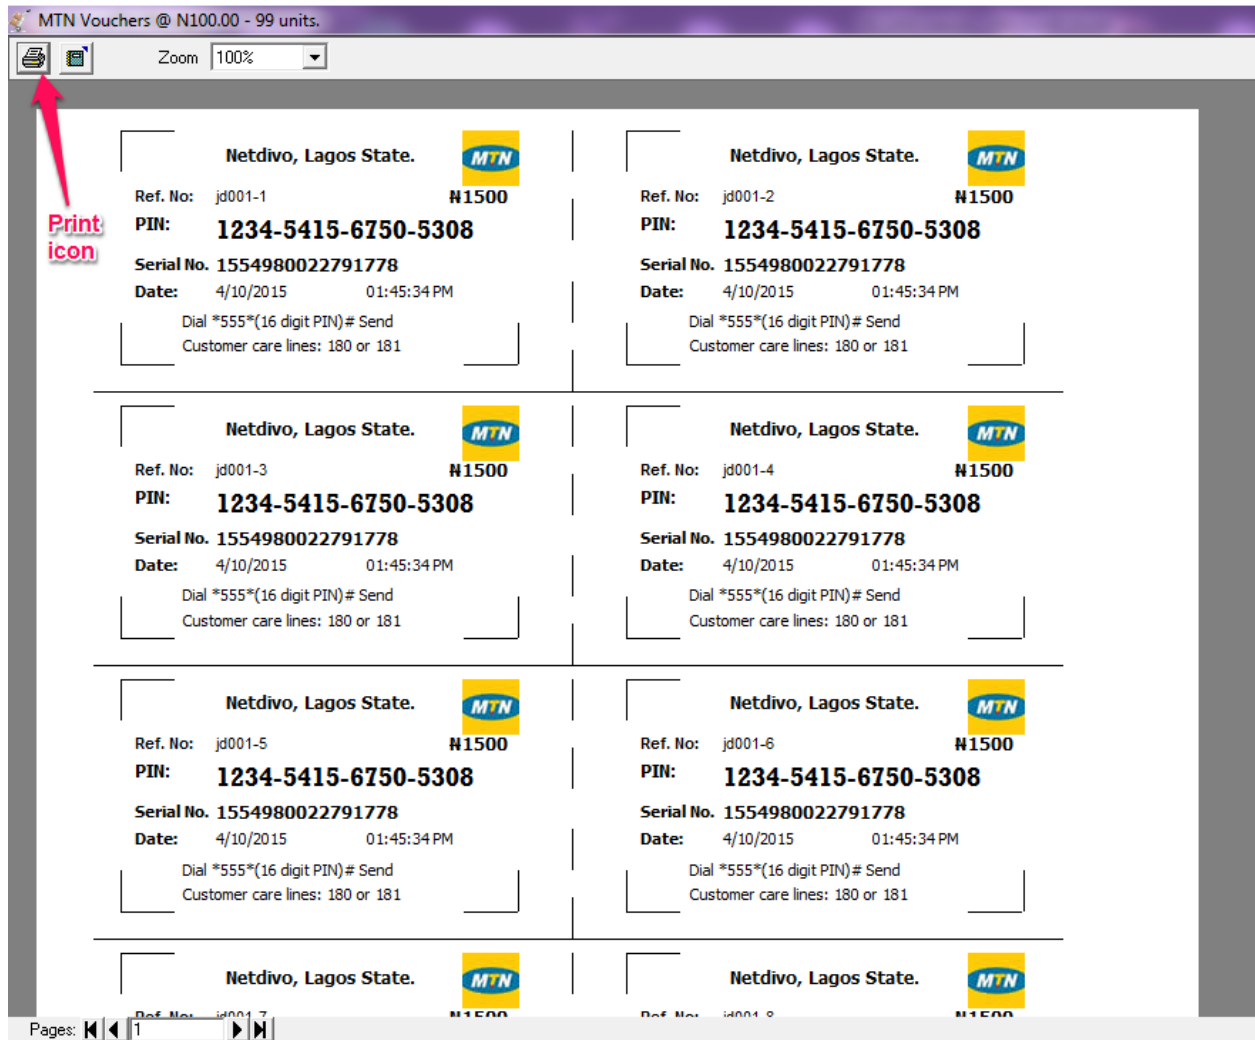 MTN Vouchers @ N100.00 - 99 units.
Zoom 100%
Print
icon
Netdivo, Lagos State. MTN
Ref. No: jd001-1 ₦1500
PIN: 1234-5415-6750-5308
Serial No. 1554980022791778
Date: 4/10/2015 01:45:34 PM
Dial *555*(16 digit PIN)# Send
Customer care lines: 180 or 181
Netdivo, Lagos State. MTN
Ref. No: jd001-2 ₦1500
PIN: 1234-5415-6750-5308
Serial No. 1554980022791778
Date: 4/10/2015 01:45:34 PM
Dial *555*(16 digit PIN)# Send
Customer care lines: 180 or 181
Netdivo, Lagos State. MTN
Ref. No: jd001-3 ₦1500
PIN: 1234-5415-6750-5308
Serial No. 1554980022791778
Date: 4/10/2015 01:45:34 PM
Dial *555*(16 digit PIN)# Send
Customer care lines: 180 or 181
Netdivo, Lagos State. MTN
Ref. No: jd001-4 ₦1500
PIN: 1234-5415-6750-5308
Serial No. 1554980022791778
Date: 4/10/2015 01:45:34 PM
Dial *555*(16 digit PIN)# Send
Customer care lines: 180 or 181
Netdivo, Lagos State. MTN
Ref. No: jd001-5 ₦1500
PIN: 1234-5415-6750-5308
Serial No. 1554980022791778
Date: 4/10/2015 01:45:34 PM
Dial *555*(16 digit PIN)# Send
Customer care lines: 180 or 181
Netdivo, Lagos State. MTN
Ref. No: jd001-6 ₦1500
PIN: 1234-5415-6750-5308
Serial No. 1554980022791778
Date: 4/10/2015 01:45:34 PM
Dial *555*(16 digit PIN)# Send
Customer care lines: 180 or 181
Netdivo, Lagos State. MTN
Ref. No: jd001-7 ₦1500
Netdivo, Lagos State. MTN
Ref. No: jd001-8 ₦1500
Pages: 1